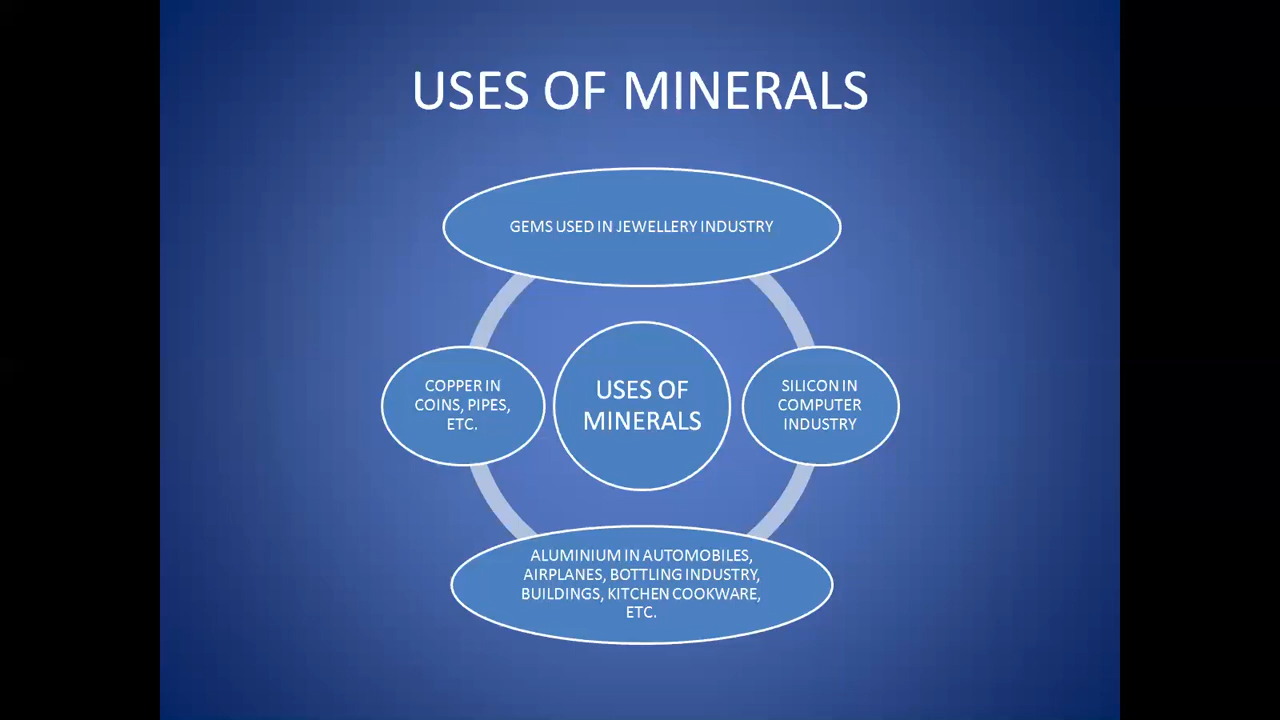 USES OF MINERALS
GEMS USED IN JEWELLERY INDUSTRY
COPPER IN
COINS, PIPES,
ETC.
USES OF
MINERALS
SILICON IN
COMPUTER
INDUSTRY
ALUMINIUM IN AUTOMOBILES,
AIRPLANES, BOTTLING INDUSTRY,
BUILDINGS, KITCHEN COOKWARE,
ETC.